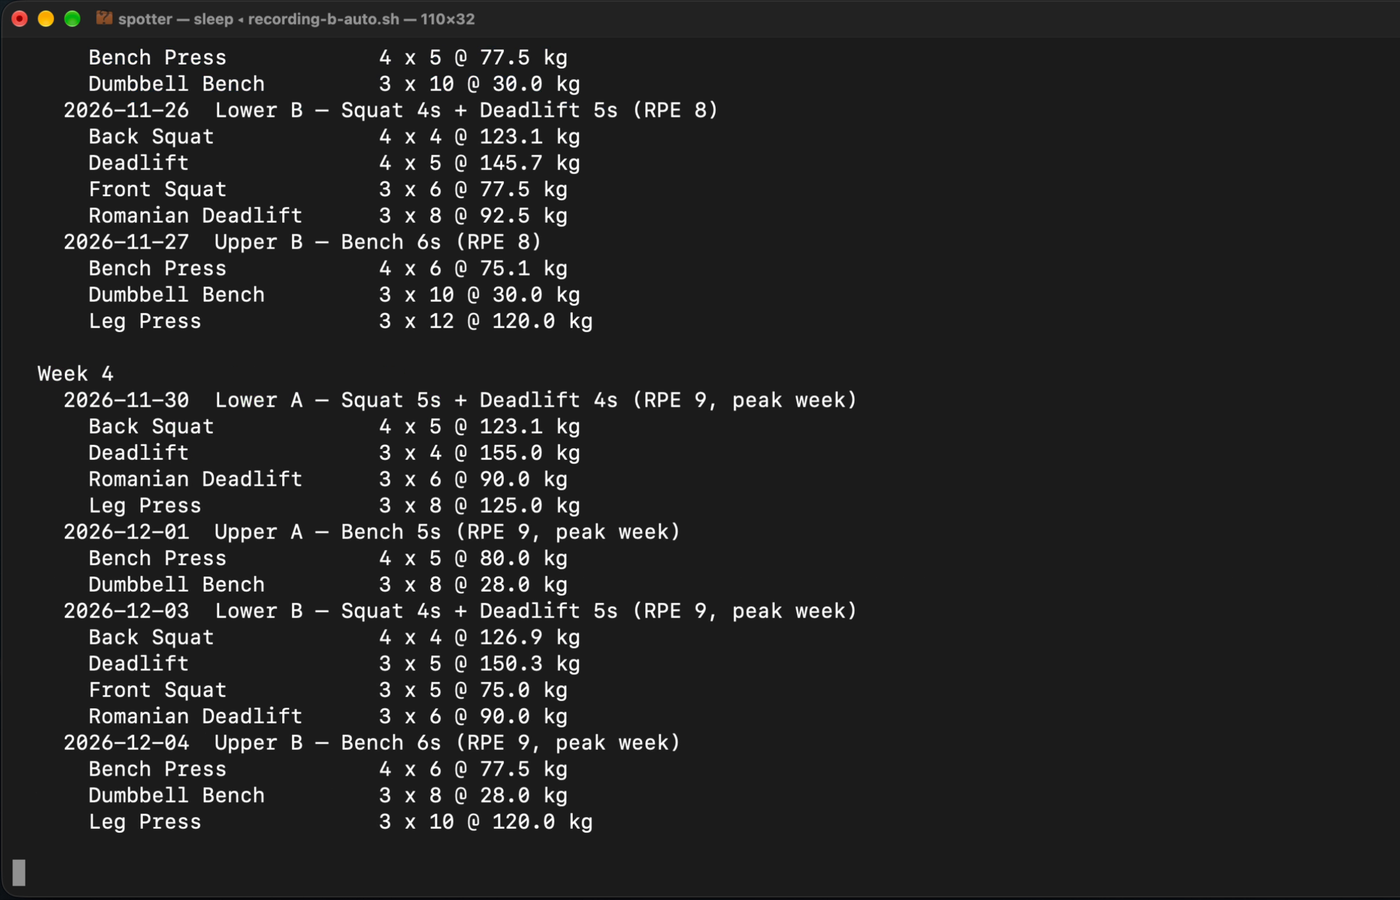 spotter — sleep ◂ recording-b-auto.sh — 110×32
Bench Press 4 x 5 @ 77.5 kg
Dumbbell Bench 3 x 10 @ 30.0 kg
2026-11-26 Lower B — Squat 4s + Deadlift 5s (RPE 8)
Back Squat 4 x 4 @ 123.1 kg
Deadlift 4 x 5 @ 145.7 kg
Front Squat 3 x 6 @ 77.5 kg
Romanian Deadlift 3 x 8 @ 92.5 kg
2026-11-27 Upper B — Bench 6s (RPE 8)
Bench Press 4 x 6 @ 75.1 kg
Dumbbell Bench 3 x 10 @ 30.0 kg
Leg Press 3 x 12 @ 120.0 kg
Week 4
2026-11-30 Lower A — Squat 5s + Deadlift 4s (RPE 9, peak week)
Back Squat 4 x 5 @ 123.1 kg
Deadlift 3 x 4 @ 155.0 kg
Romanian Deadlift 3 x 6 @ 90.0 kg
Leg Press 3 x 8 @ 125.0 kg
2026-12-01 Upper A — Bench 5s (RPE 9, peak week)
Bench Press 4 x 5 @ 80.0 kg
Dumbbell Bench 3 x 8 @ 28.0 kg
2026-12-03 Lower B — Squat 4s + Deadlift 5s (RPE 9, peak week)
Back Squat 4 x 4 @ 126.9 kg
Deadlift 3 x 5 @ 150.3 kg
Front Squat 3 x 5 @ 75.0 kg
Romanian Deadlift 3 x 6 @ 90.0 kg
2026-12-04 Upper B — Bench 6s (RPE 9, peak week)
Bench Press 4 x 6 @ 77.5 kg
Dumbbell Bench 3 x 8 @ 28.0 kg
Leg Press 3 x 10 @ 120.0 kg